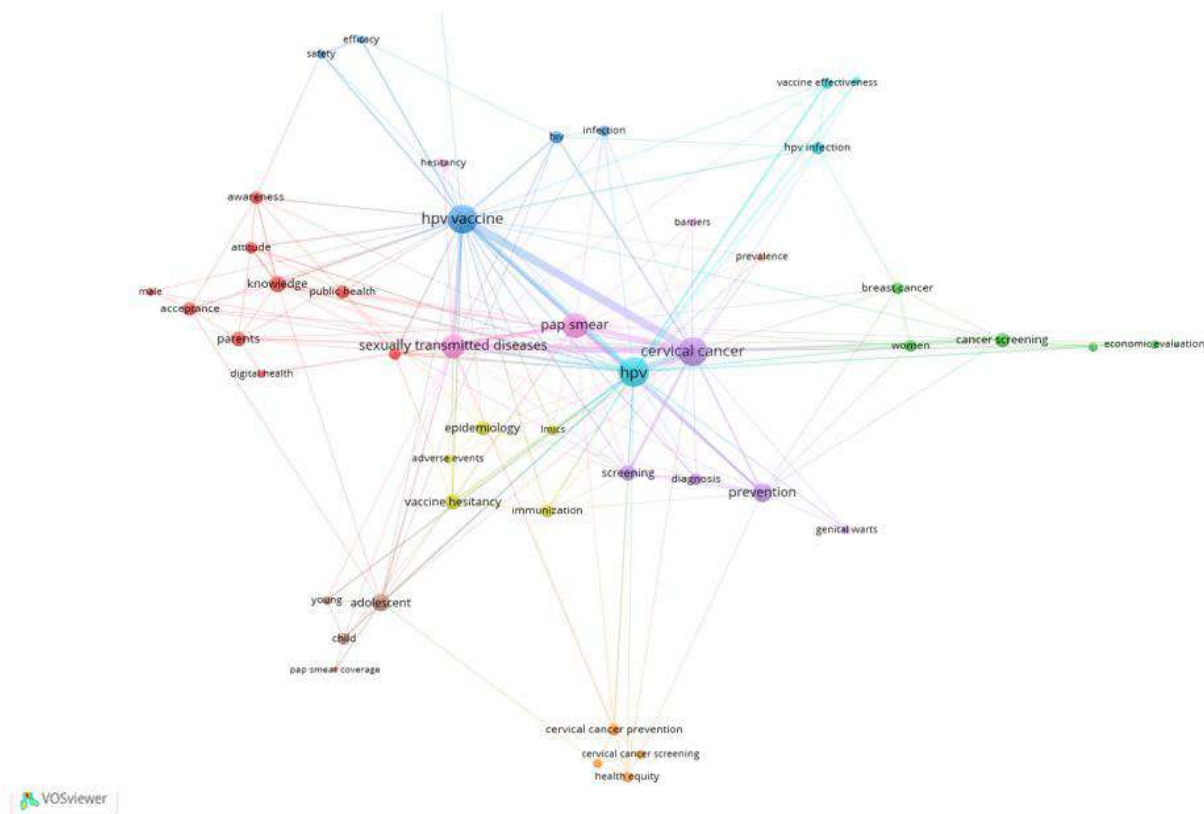 efficacy
safety
vaccine effectiveness
infection
hiv
hpv infection
hesitancy
awareness
hpv vaccine
barriers
attitude
prevalence
knowledge
male
public health
breast cancer
acceptance
pap smear
parents
sexually transmitted diseases
cervical cancer
women
cancer screening
economic evaluation
digital health
hpv
epidemiology
lmics
adverse events
screening
diagnosis
prevention
vaccine hesitancy
immunization
genital warts
young
adolescent
child
pap smear coverage
cervical cancer prevention
cervical cancer screening
health equity
VOSviewer